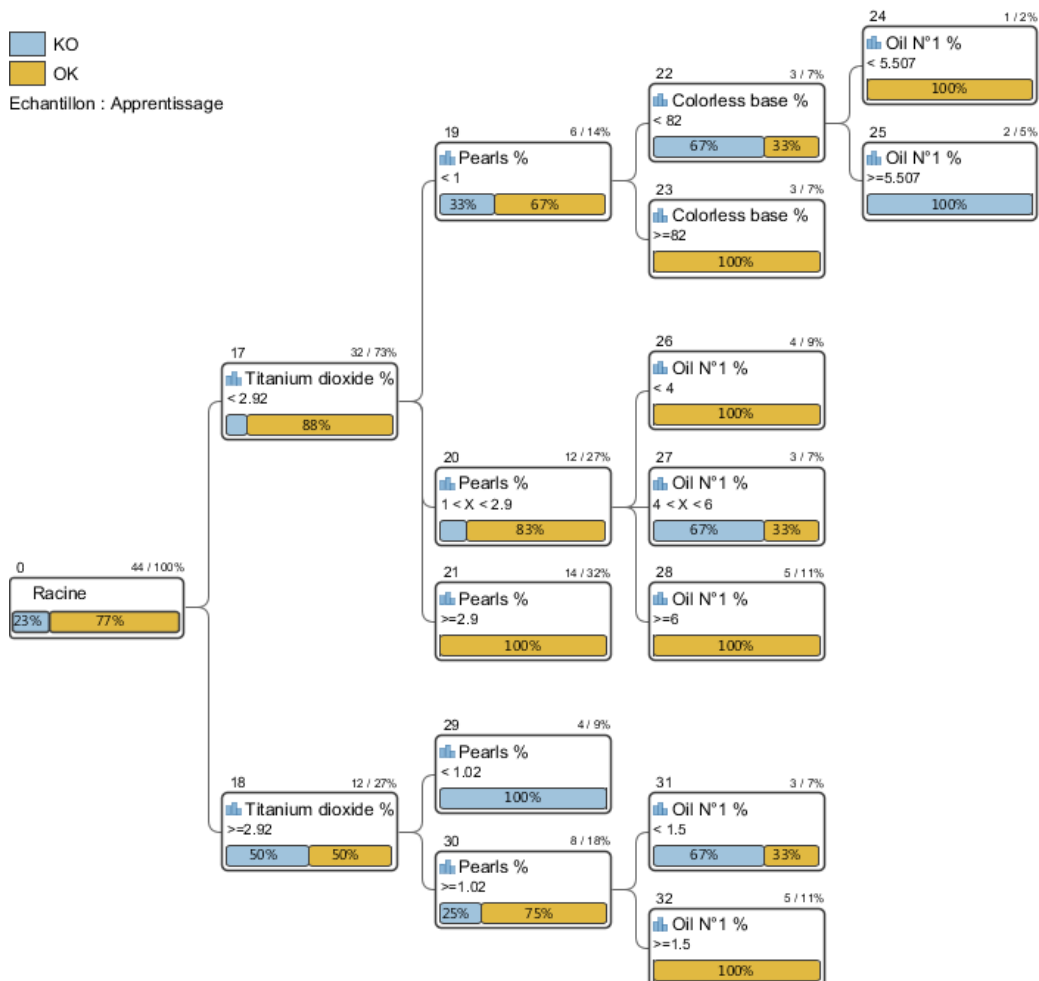 KO
OK
Echantillon : Apprentissage
0 44 / 100%
Racine
23% 77%
17 32 / 73%
Titanium dioxide %
< 2.92
88%
19 6 / 14%
Pearls %
< 1
33% 67%
22 3 / 7%
Colorless base %
< 82
67% 33%
24 1 / 2%
Oil N°1 %
< 5.507
100%
25 2 / 5%
Oil N°1 %
>=5.507
100%
23 3 / 7%
Colorless base %
>=82
100%
20 12 / 27%
Pearls %
1 < X < 2.9
83%
26 4 / 9%
Oil N°1 %
< 4
100%
27 3 / 7%
Oil N°1 %
4 < X < 6
67% 33%
28 5 / 11%
Oil N°1 %
>=6
100%
21 14 / 32%
Pearls %
>=2.9
100%
18 12 / 27%
Titanium dioxide %
>=2.92
50% 50%
29 4 / 9%
Pearls %
< 1.02
100%
30 8 / 18%
Pearls %
>=1.02
25% 75%
31 3 / 7%
Oil N°1 %
< 1.5
67% 33%
32 5 / 11%
Oil N°1 %
>=1.5
100%